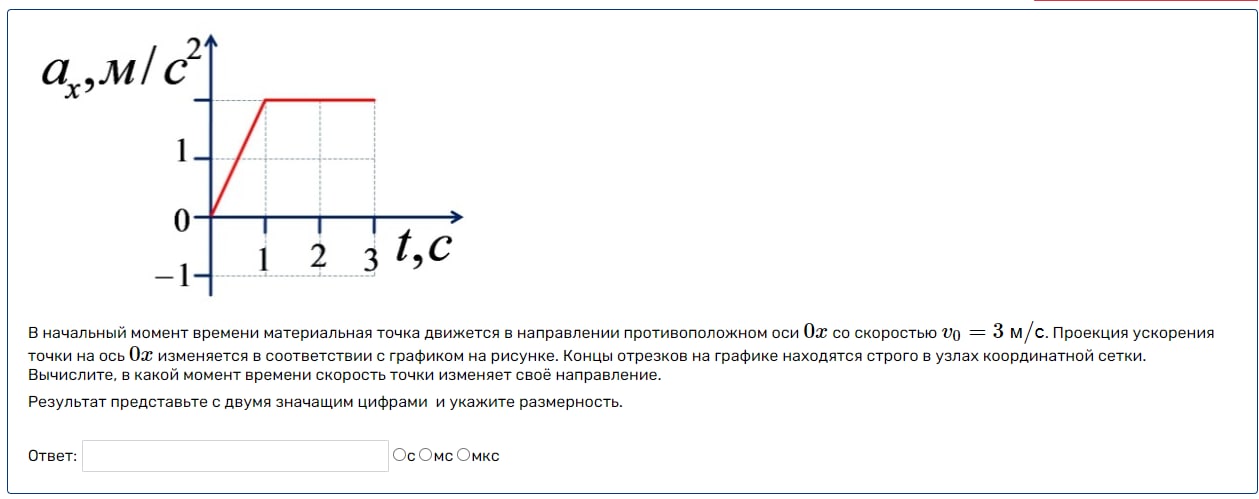 aₓ,м/с²
1
0
1 2 3 t,c
−1
В начальный момент времени материальная точка движется в направлении противоположном оси 0x со скоростью v₀ = 3 м/с. Проекция ускорения
точки на ось 0x изменяется в соответствии с графиком на рисунке. Концы отрезков на графике находятся строго в узлах координатной сетки.
Вычислите, в какой момент времени скорость точки изменяет своё направление.
Результат представьте с двумя значащим цифрами и укажите размерность.
Ответ: с мс мкс